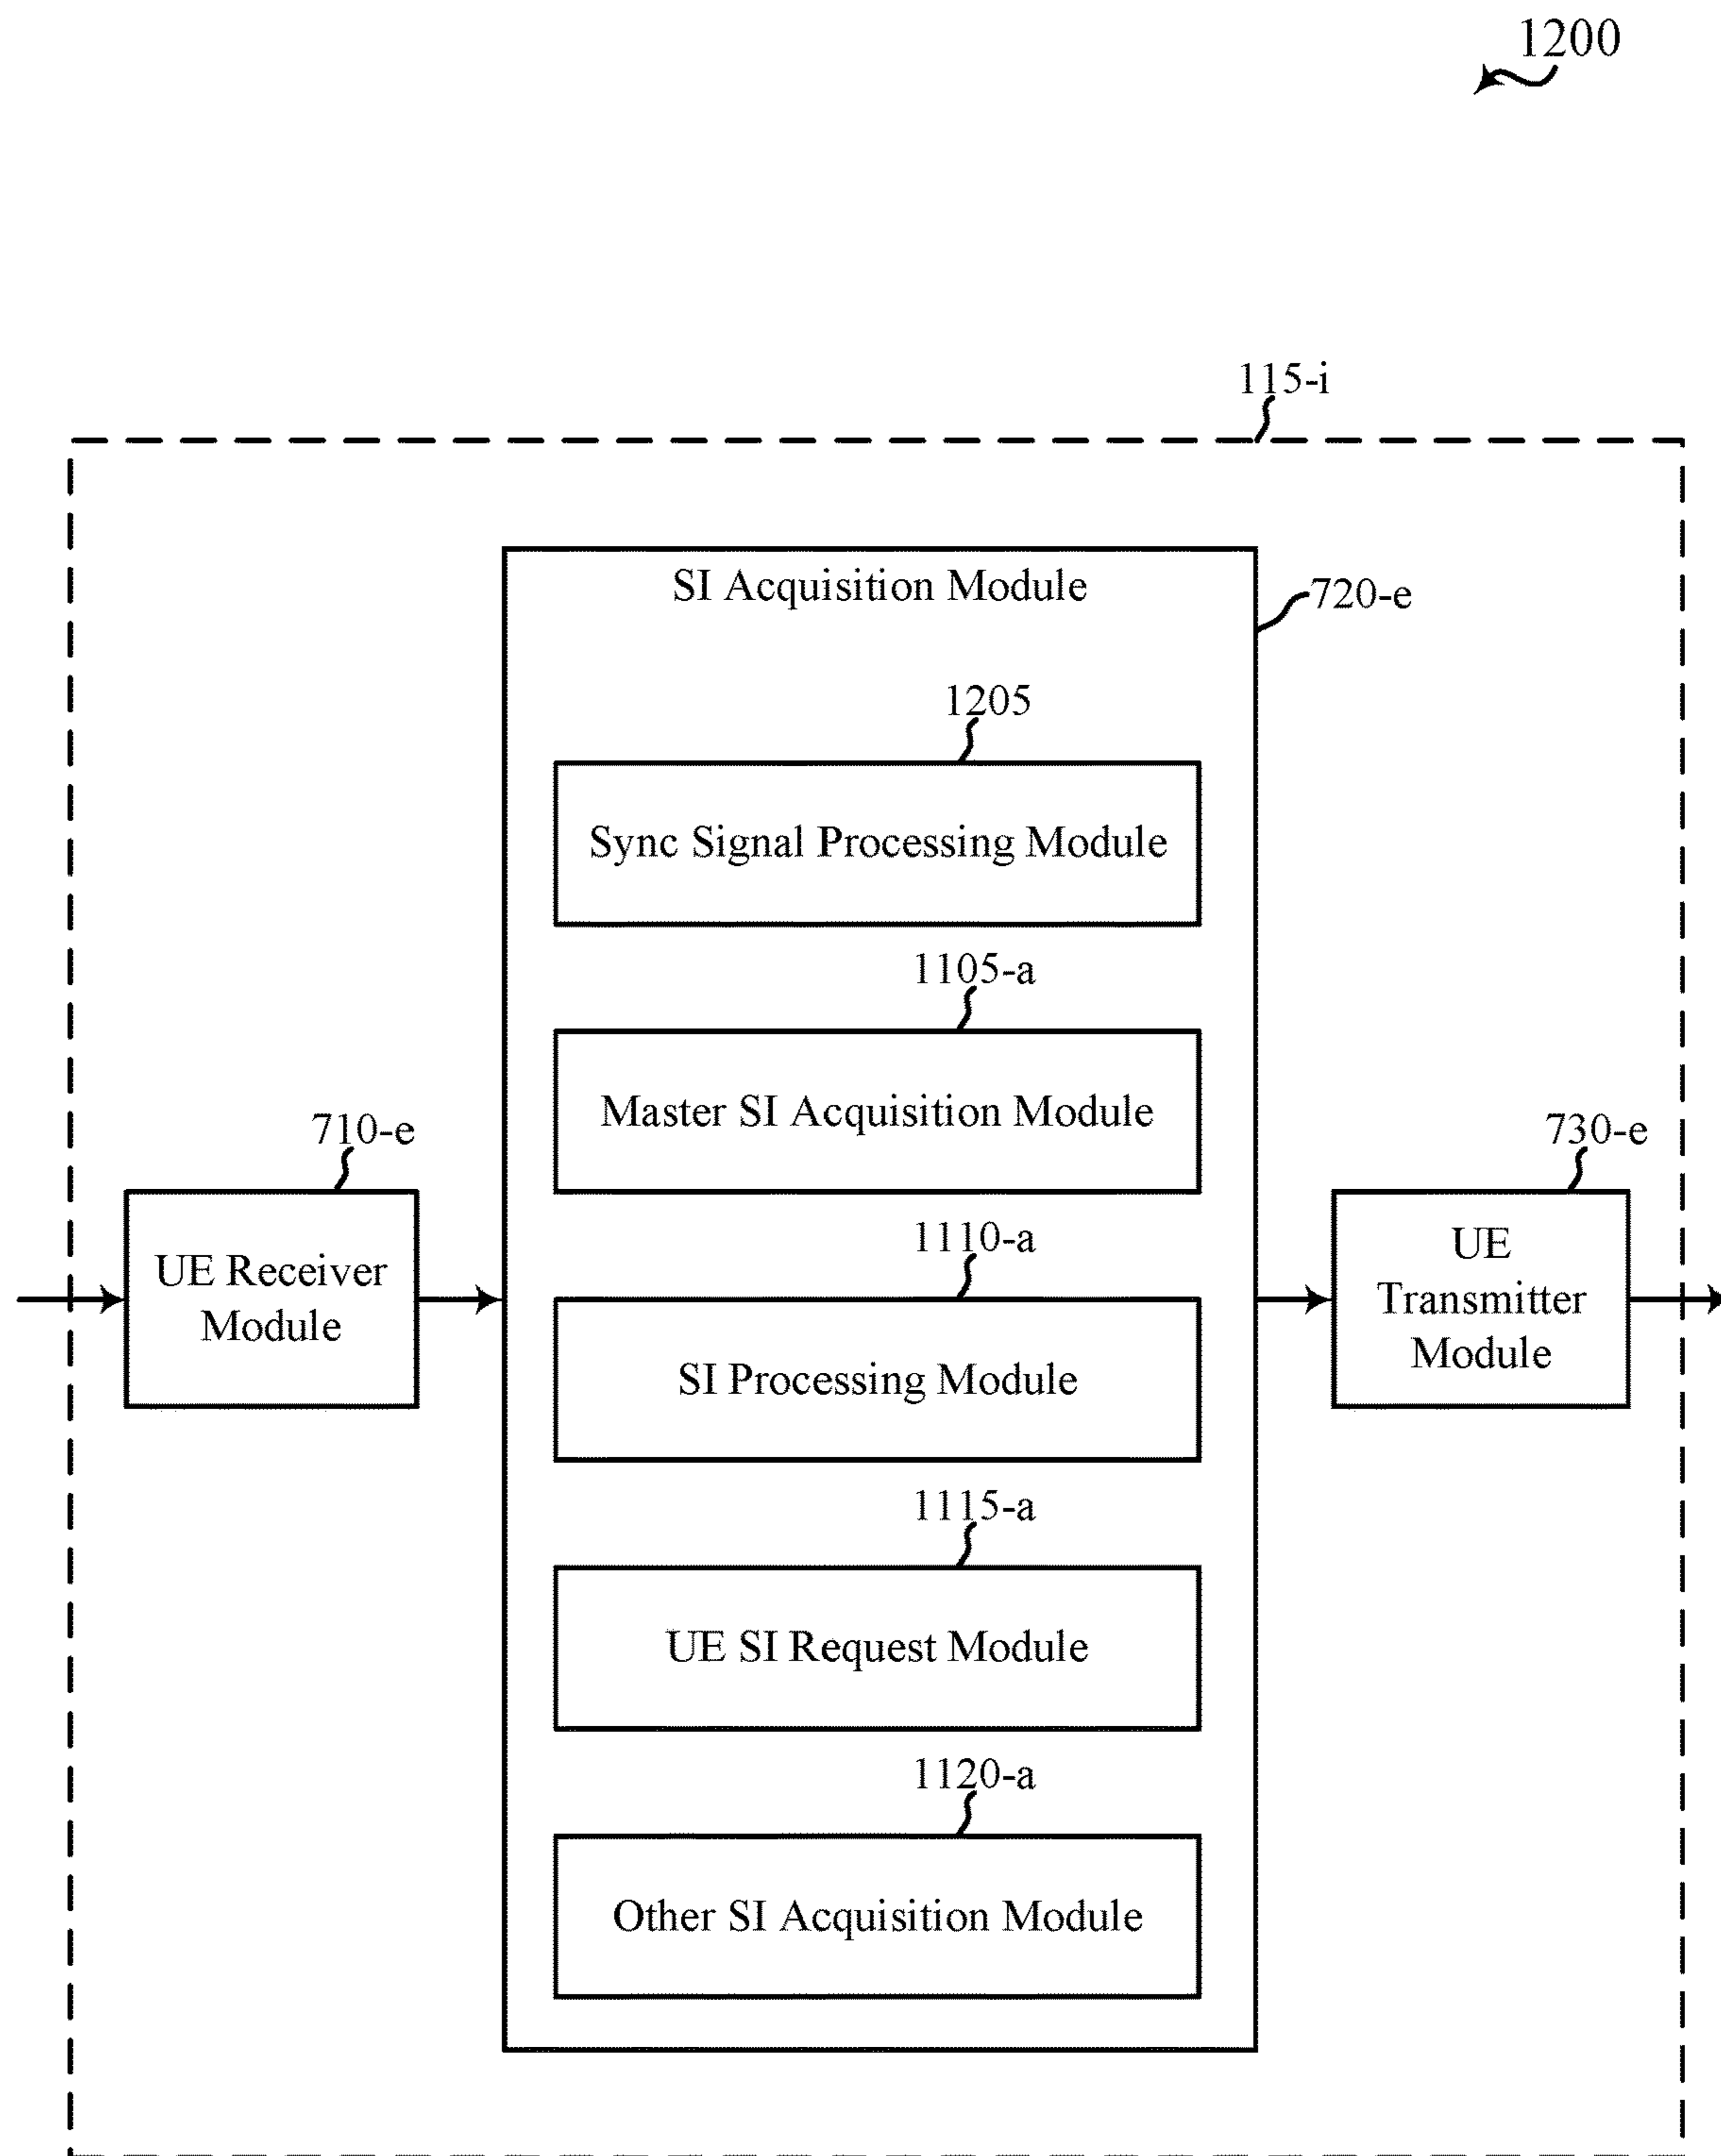 1200
115-i
SI Acquisition Module
720-e
1205
Sync Signal Processing Module
1105-a
Master SI Acquisition Module
710-e
UE Receiver
Module
1110-a
SI Processing Module
730-e
UE
Transmitter
Module
1115-a
UE SI Request Module
1120-a
Other SI Acquisition Module